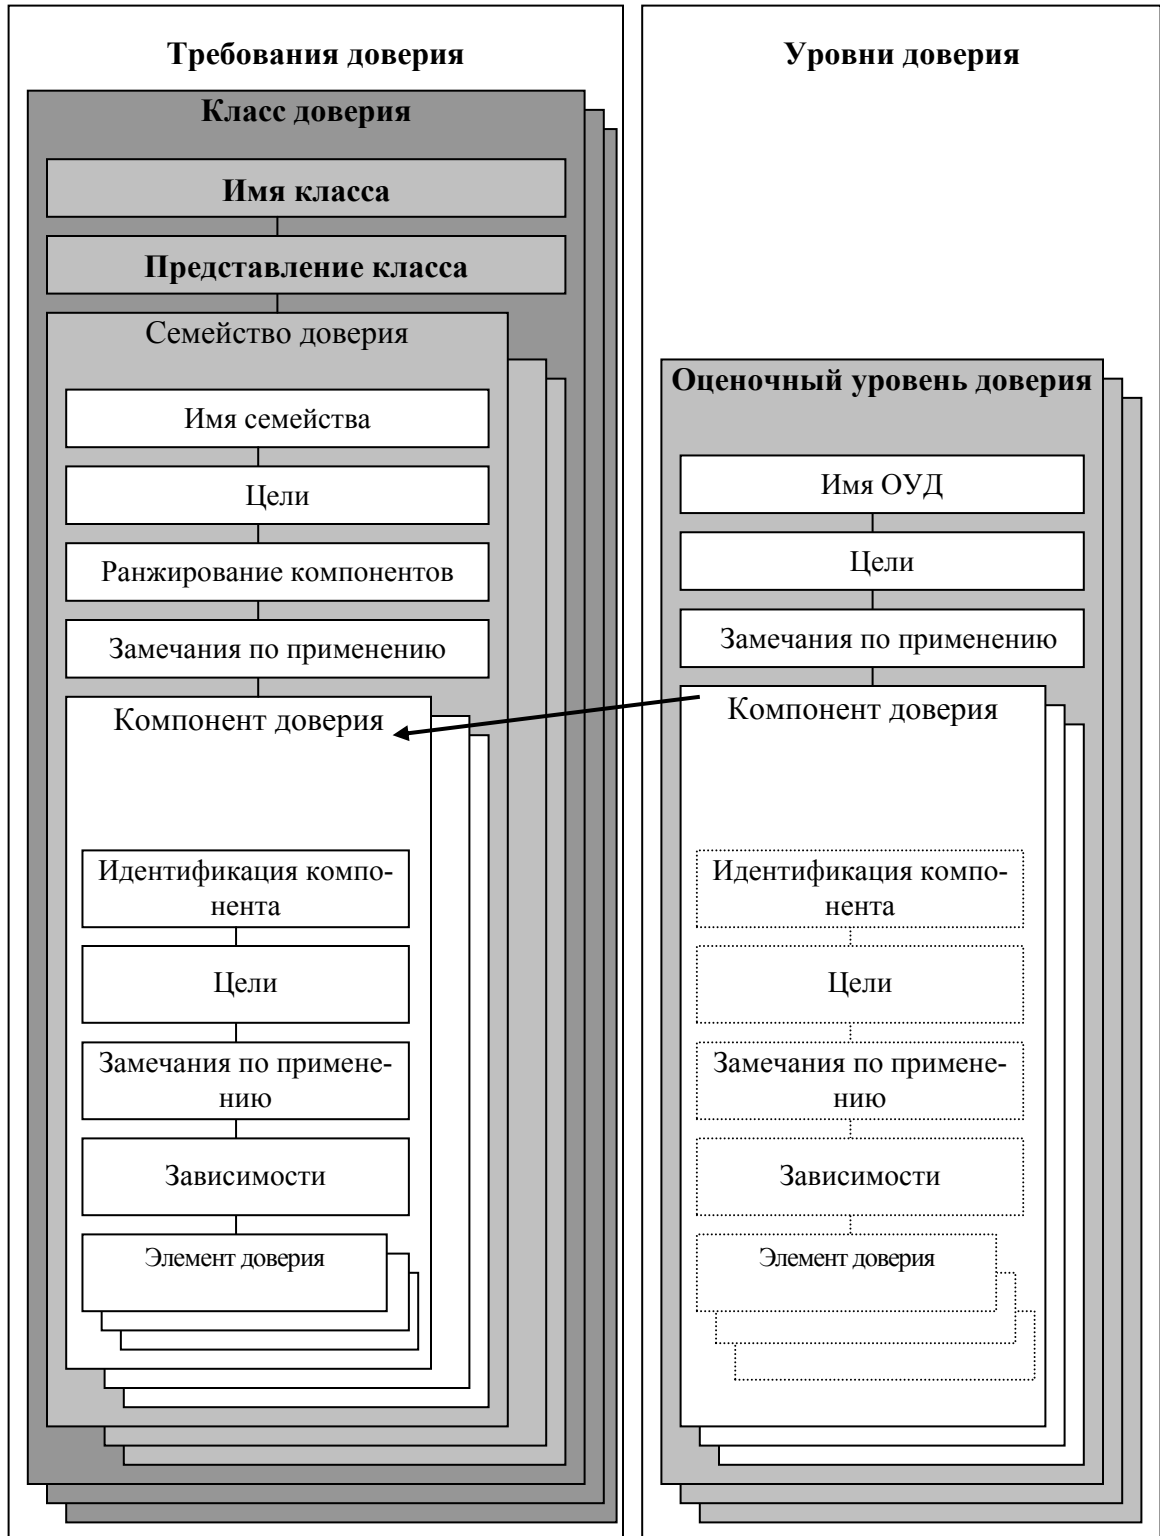 Требования доверия
Класс доверия
Имя класса
Представление класса
Семейство доверия
Имя семейства
Цели
Ранжирование компонентов
Замечания по применению
Компонент доверия
Идентификация компо-
нента
Цели
Замечания по примене-
нию
Зависимости
Элемент доверия
Уровни доверия
Оценочный уровень доверия
Имя ОУД
Цели
Замечания по применению
Компонент доверия
Идентификация компо-
нента
Цели
Замечания по примене-
нию
Зависимости
Элемент доверия